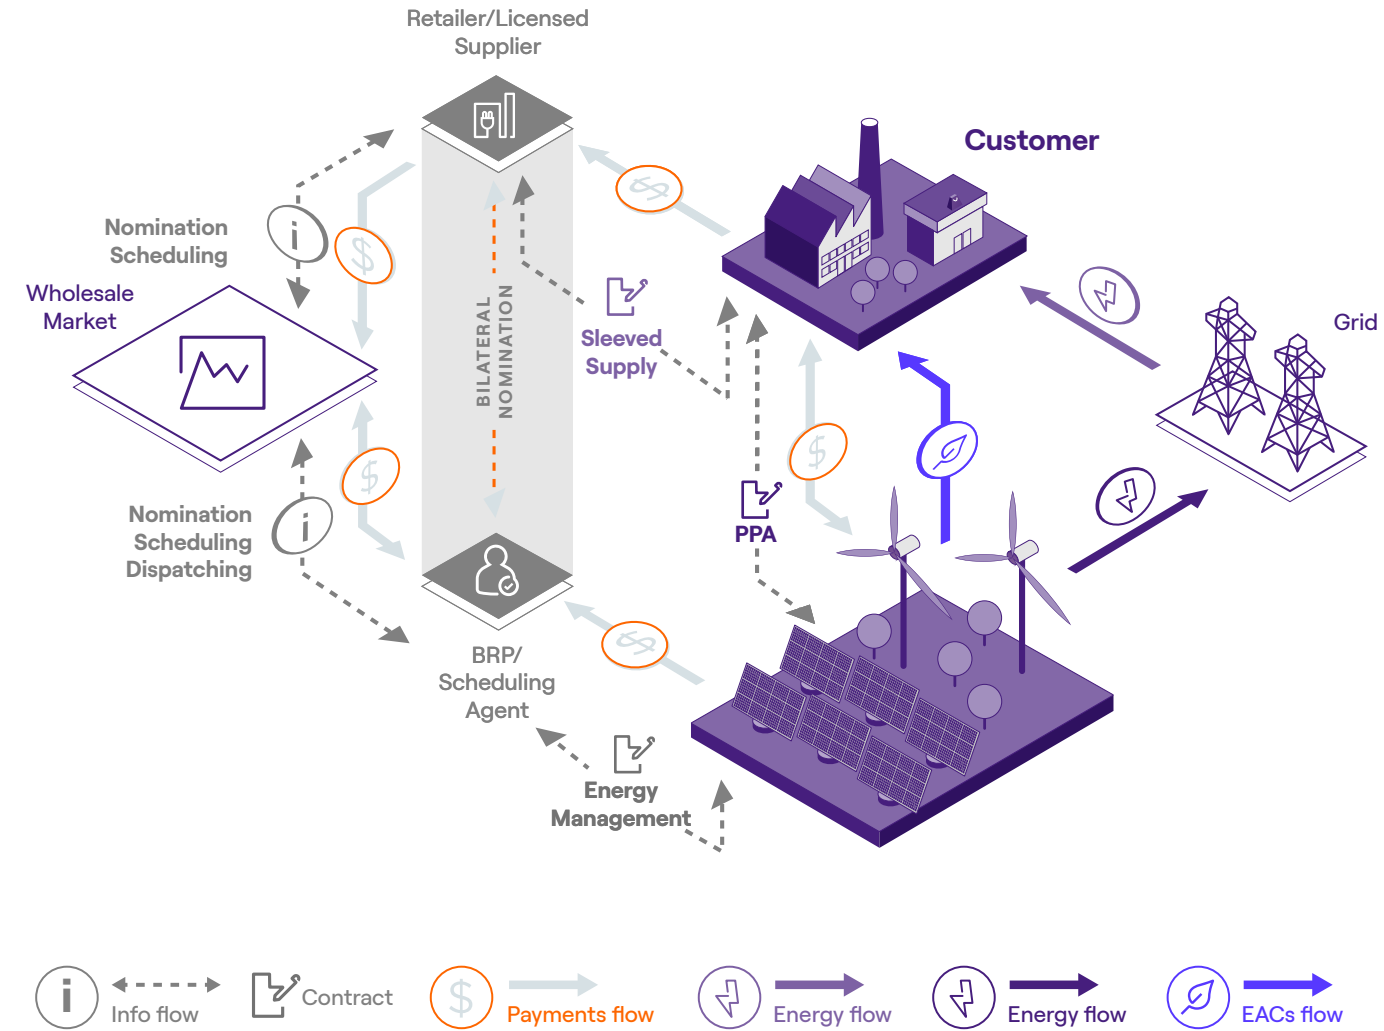 Retailer/Licensed
Supplier
Customer
Nomination
Scheduling
Wholesale
Market
BILATERAL
NOMINATION
Sleeved
Supply
Grid
PPA
Nomination
Scheduling
Dispatching
BRP/
Scheduling
Agent
Energy
Management
Info flow
Contract
Payments flow
Energy flow
Energy flow
EACs flow